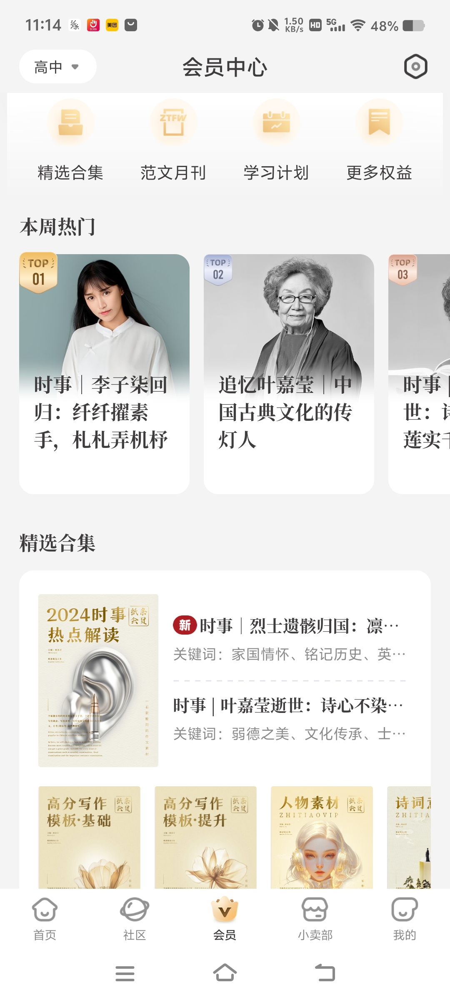 11:14
1.50
KB/s
HD
5G
48%
高中
会员中心
ZTFW
精选合集
范文月刊
学习计划
更多权益
本周热门
TOP
01
时事｜李子柒回
归：纤纤擢素
手，札札弄机杼
TOP
02
追忆叶嘉莹｜中
国古典文化的传
灯人
TOP
03
时事
世：
莲实
精选合集
2024时事
热点解读
纸条
会员
新 时事｜烈士遗骸归国：凛…
关键词：家国情怀、铭记历史、英…
时事 | 叶嘉莹逝世：诗心不染…
关键词：弱德之美、文化传承、士…
高分写作
模板·基础
纸条
会员
高分写作
模板·提升
纸条
会员
人物素材
ZHITIAOVIP
纸条
会员
诗词
ZHITIA
首页
社区
会员
小卖部
我的